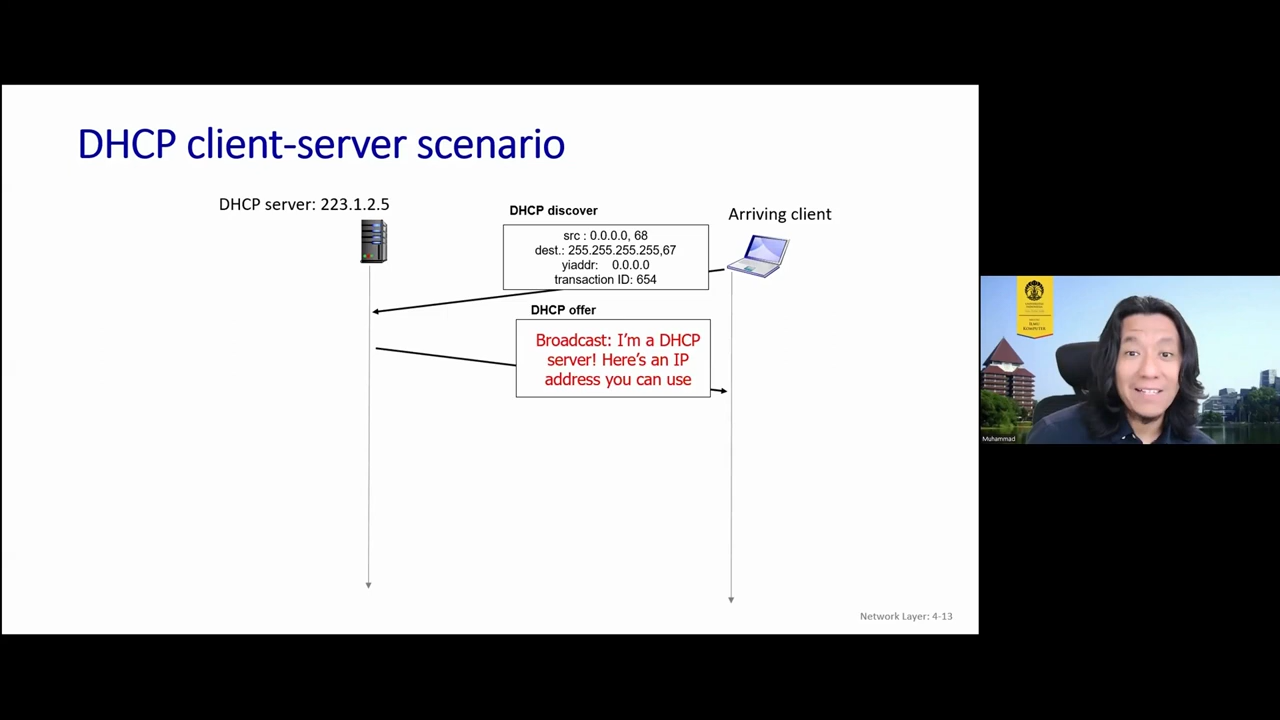 DHCP client-server scenario
DHCP server: 223.1.2.5
DHCP discover
Arriving client
src : 0.0.0.0, 68
dest.: 255.255.255.255,67
yiaddr: 0.0.0.0
transaction ID: 654
DHCP offer
Broadcast: I’m a DHCP
server! Here’s an IP
address you can use
Network Layer: 4-13
ILMU
KOMPUTER
Muhammad